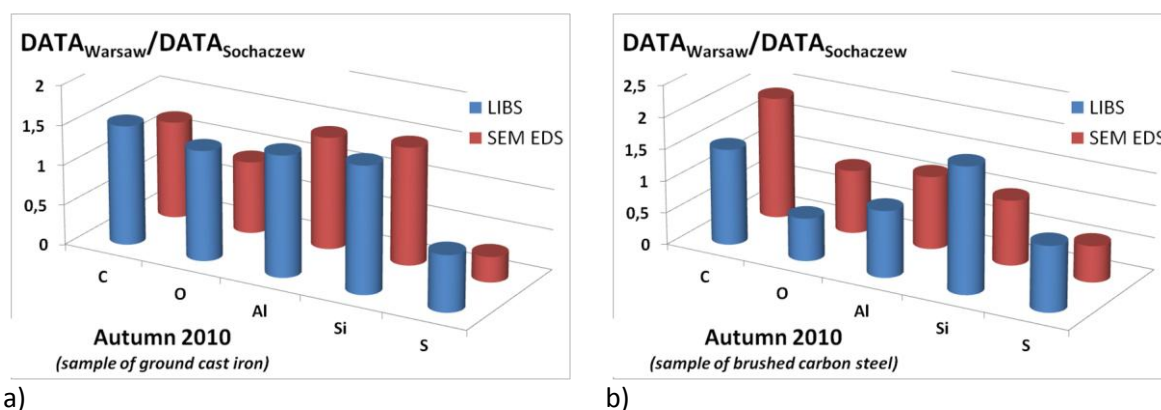 DATAWarsaw/DATASochaczew
2
1,5
1
0,5
0
LIBS
SEM EDS
C
O
Al
Si
S
Autumn 2010
(sample of ground cast iron)
a)
DATAWarsaw/DATASochaczew
2,5
2
1,5
1
0,5
0
LIBS
SEM EDS
C
O
Al
Si
S
Autumn 2010
(sample of brushed carbon steel)
b)